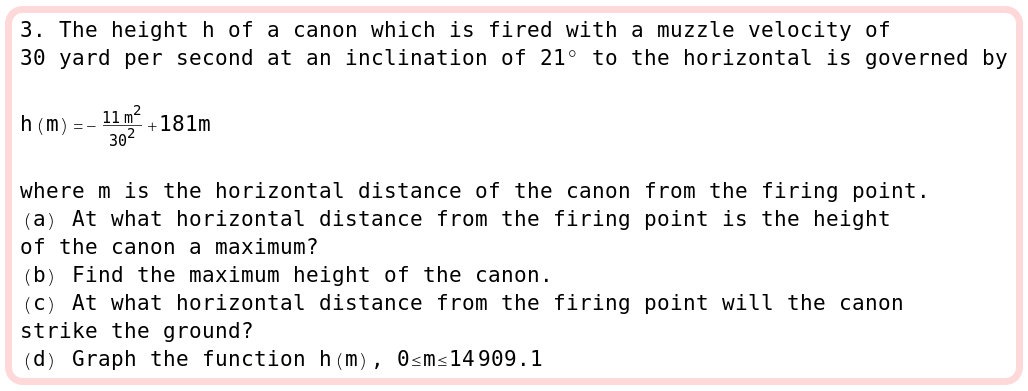 3. The height h of a canon which is fired with a muzzle velocity of
30 yard per second at an inclination of 21° to the horizontal is governed by
h(m)=-\frac{11m^2}{30^2}+181m
where m is the horizontal distance of the canon from the firing point.
(a) At what horizontal distance from the firing point is the height
of the canon a maximum?
(b) Find the maximum height of the canon.
(c) At what horizontal distance from the firing point will the canon
strike the ground?
(d) Graph the function h(m), 0≤m≤14909.1